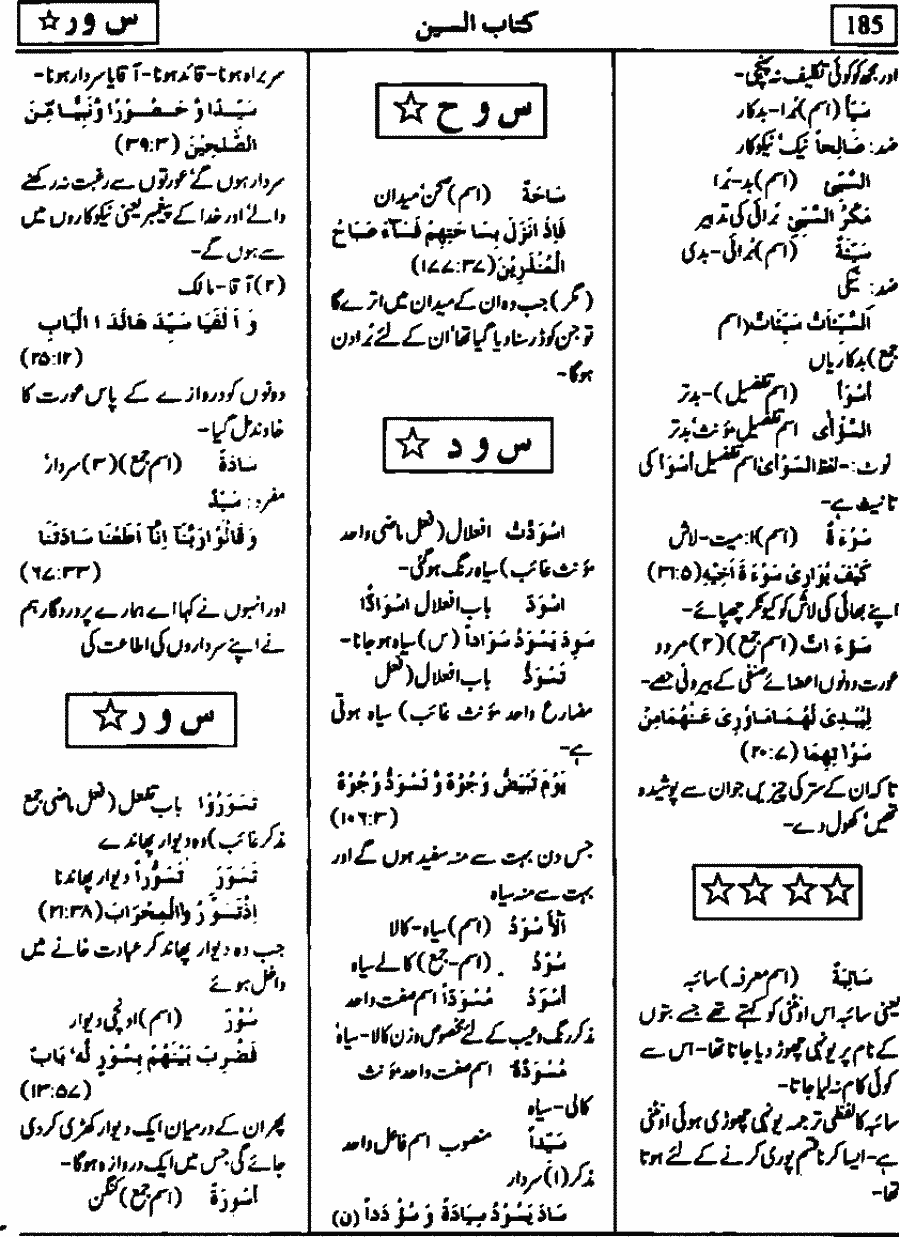 185
کتاب السین
س ور ☆
اور مجھ کو کوئی تکلیف نہ پہنچی-
سَیِّأً (اسم) بُرا-بدکار
ضد: صَالِحاً نیک' نیکوکار
السَّیِّیُٔ (اسم) بد-بُرا
مَکْرُ السَّیِّیِٔ بُرائی کی تدبیر
سَیِّئَةٌ (اسم) بُرائی-بدی
ضد: نیکی
اَلسَّیِّئَاتُ سَیِّئَاتٌ (اسم
جمع) بدکاریاں
أَسْوَأُ (اسم تفضیل)-بدتر
السُّوْأٰی اسم تفضیل مؤنث' بدتر
نوٹ:-لفظ السُّوْاٰی' اسم تفضیل أَسْوَأُ کی
تانیث ہے-
سَوْءَةٌ (اسم) ا: میت-لاش
کَیْفَ یُوَارِیْ سَوْءَةَ اَخِیْهِ (۳۱:۵)
اپنے بھائی کی لاش کو کیونکر چھپائے-
سَوْءَاتٌ (اسم جمع) (۲) مرد و
عورت دونوں اعضائے صنفی کے بیرونی حصے-
لِیُبْدِیَ لَهُمَا مَا وٗرِیَ عَنْهُمَا مِنْ
سَوْاٰتِهِمَا (۲۰:۷)
تاکہ ان کے ستر کی چیزیں جو ان سے پوشیدہ
تھیں' کھول دے-
☆☆ ☆☆
سَائِبَةٌ (اسم معرفہ) سائبہ
یعنی سائبہ اس اونٹنی کو کہتے تھے جسے بتوں
کے نام پر یونہی چھوڑ دیا جاتا تھا-اس سے
کوئی کام نہ لیا جاتا-
سائبہ کا لفظی ترجمہ یونہی چھوڑی ہوئی اونٹنی
ہے-ایسا کرنا قسم پوری کرنے کے لئے ہوتا
تھا-
س و ح ☆
سَاحَةٌ (اسم) صحن' میدان
فَاِذَا نَزَلَ بِسَا حَتِهِمْ فَسَآءَ صَبَاحُ
الْمُنْذَرِیْنَ (۱۷۷:۳۷)
(مگر) جب وہ ان کے میدان میں اترے گا
تو جن کو ڈر سنا دیا گیا تھا' ان کے لئے بُرا دن
ہوگا-
س و د ☆
اسْوَدَّتْ افعلال (فعل ماضی واحد
مؤنث غائب) سیاہ رنگ ہوگئی-
اسْوَدَّ باب افعلال اسْوِدَادًا
سَوِدَ یَسْوَدُ سَوَاداً (س) سیاہ ہو جانا-
تَسْوَدُّ باب افعلال (فعل
مضارع واحد مؤنث غائب) سیاہ ہوتی
ہے-
یَوْمَ تَبْیَضُّ وُجُوْهٌ وَّ تَسْوَدُّ وُجُوْهٌ
(۱۰۶:۳)
جس دن بہت سے منہ سفید ہوں گے اور
بہت سے منہ سیاہ
اَلْأَسْوَدُ (اسم) سیاہ-کالا
سُوْدٌ (اسم-جمع) کالے سیاہ
أَسْوَدُ مُسْوَدّاً اسم صفت واحد
مذکر رنگ و عیب کے لئے مخصوص وزن کالا-سیاہ
مُسْوَدَّةٌ اسم صفت واحد مؤنث
کالی-سیاہ
سَیِّداً منصوب اسم فاعل واحد
مذکر (ا) سردار
سَادَ یَسُوْدُ سِیَادَةً وَ سُؤْدَداً (ن)
سربراہ ہونا-قائد ہونا-آقا یا سردار ہونا-
سَیِّدًا وَّ حَصُوْرًا وَّ نَبِیًّا مِّنَ
الصّٰلِحِیْنَ (۳۹:۳)
سردار ہوں گے' عورتوں سے رغبت نہ رکھنے
والے' اور خدا کے پیغمبر یعنی نیکوکاروں میں
سے ہوں گے-
(۲) آقا-مالک
وَ اَلْفَیَا سَیِّدَ هَا لَدَ ا الْبَابِ
(۲۵:۱۲)
دونوں کو دروازے کے پاس عورت کا
خاوند مل گیا-
سَادَةٌ (اسم جمع) (۳) سردار'
مفرد: سَیِّدٌ
وَ قَالُوْا رَبَّنَآ اِنَّآ اَطَعْنَا سَادَتَنَا
(۶۷:۳۳)
اور انہوں نے کہا اے ہمارے پروردگار ہم
نے اپنے سرداروں کی اطاعت کی
س و ر ☆
تَسَوَّرُوْا باب تفعل (فعل ماضی جمع
مذکر غائب) وہ دیوار پھاندے
تَسَوَّرَ تَسَوُّراً دیوار پھاندنا
اِذْ تَسَوَّرُ وا الْمِحْرَابَ (۲۱:۳۸)
جب وہ دیوار پھاند کر عبادت خانے میں
داخل ہوئے
سُوْرٌ (اسم) اونچی دیوار
فَضُرِبَ بَیْنَهُمْ بِسُوْرٍ لَّهٗ بَابٌ
(۱۳:۵۷)
پھر ان کے درمیان ایک دیوار کھڑی کر دی
جائے گی جس میں ایک دروازہ ہوگا-
أَسْوِرَةٌ (اسم جمع) کنگن